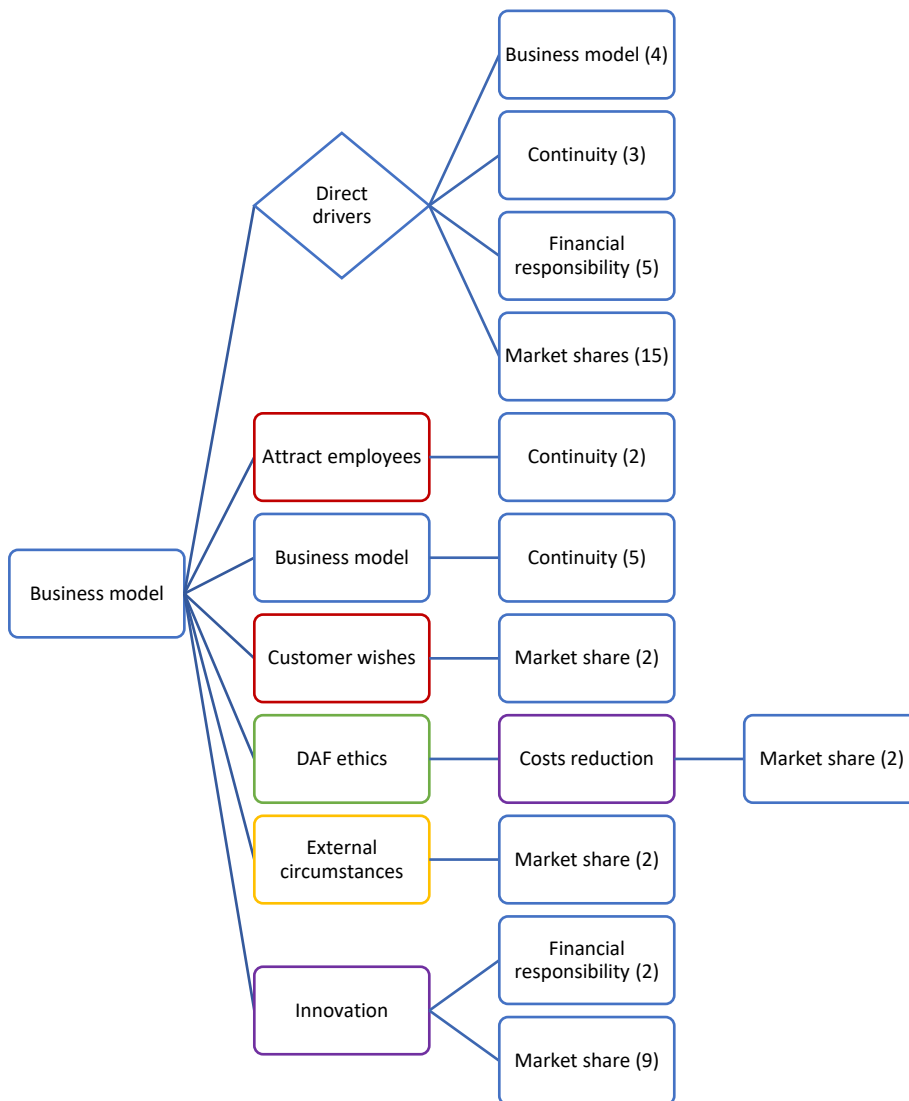 Business model (4)
Continuity (3)
Direct
drivers
Financial
responsibility (5)
Market shares (15)
Attract employees
Continuity (2)
Business model
Continuity (5)
Business model
Customer wishes
Market share (2)
DAF ethics
Costs reduction
Market share (2)
External
circumstances
Market share (2)
Financial
responsibility (2)
Innovation
Market share (9)